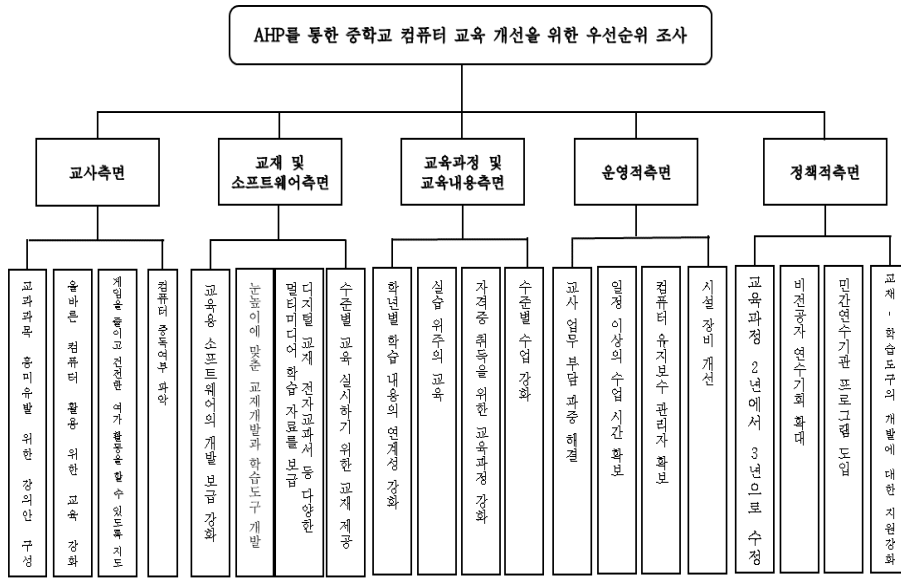 AHP를 통한 중학교 컴퓨터 교육 개선을 위한 우선순위 조사
교사측면
교재 및
소프트웨어측면
교육과정 및
교육내용측면
운영적측면
정책적측면
교과과목 흥미유발 위한 강의안 구성
올바른 컴퓨터 활용 위한 교육 강화
게임을 줄이고 건전한 여가 활동을 할 수 있도록 지도
컴퓨터 중독여부 파악
교육용 소프트웨어의 개발 보급 강화
눈높이에 맞춘 교재개발과 학습도구 개발
디지털 교재 전자교과서 등 다양한
멀티미디어 학습 자료를 보급
수준별 교육 실시하기 위한 교재 제공
학년별 학습 내용의 연계성 강화
실습 위주의 교육
자격증 취득을 위한 교육과정 강화
수준별 수업 강화
교사 업무 부담 과중 해결
일정 이상의 수업 시간 확보
컴퓨터 유지보수 관리자 확보
시설 장비 개선
교육과정 2년에서 3년으로 수정
비전공자 연수기회 확대
민간연수기관 프로그램 도입
교재 - 학습도구의 개발에 대한 지원강화